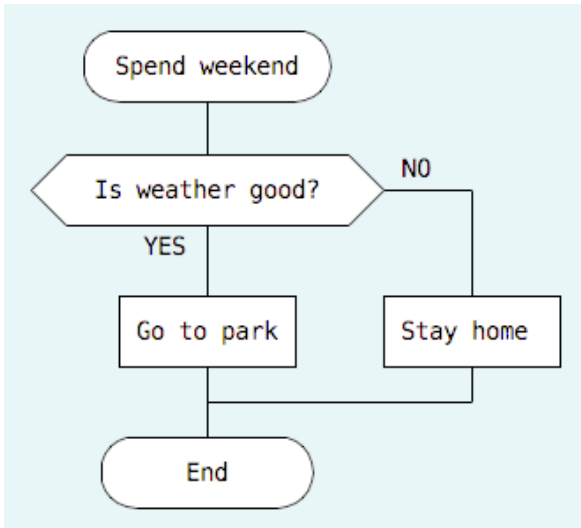 Spend weekend
Is weather good?
NO
YES
Go to park
Stay home
End